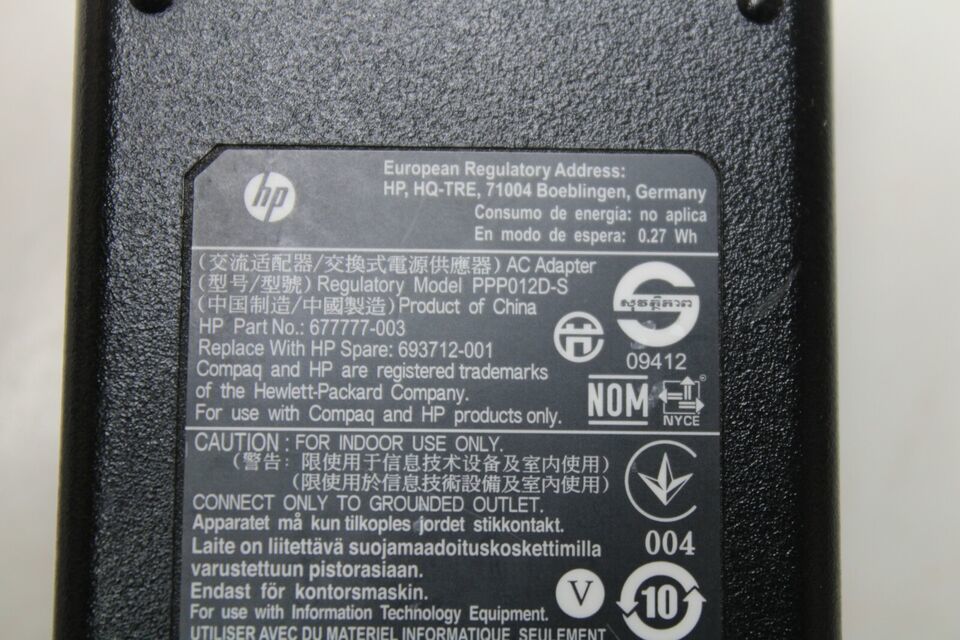 hp
European Regulatory Address:
HP, HQ-TRE, 71004 Boeblingen, Germany
Consumo de energia: no aplica
En modo de espera: 0.27 Wh
(交流适配器/交換式電源供應器) AC Adapter
(型号/型號) Regulatory Model PPP012D-S
(中国制造/中國製造) Product of China
HP Part No.: 677777-003
Replace With HP Spare: 693712-001
Compaq and HP are registered trademarks
of the Hewlett-Packard Company.
For use with Compaq and HP products only.
09412
NOM
NYCE
CAUTION : FOR INDOOR USE ONLY.
(警告: 限使用于信息技术设备及室内使用)
(限使用於信息技術設備及室內使用)
CONNECT ONLY TO GROUNDED OUTLET.
Apparatet må kun tilkoples jordet stikkontakt.
Laite on liitettävä suojamaadoituskoskettimilla
varustettuun pistorasiaan.
Endast för kontorsmaskin.
For use with Information Technology Equipment.
UTILISER AVEC DU MATERIEL INFORMATIQUE SEULEMENT
004
V
10